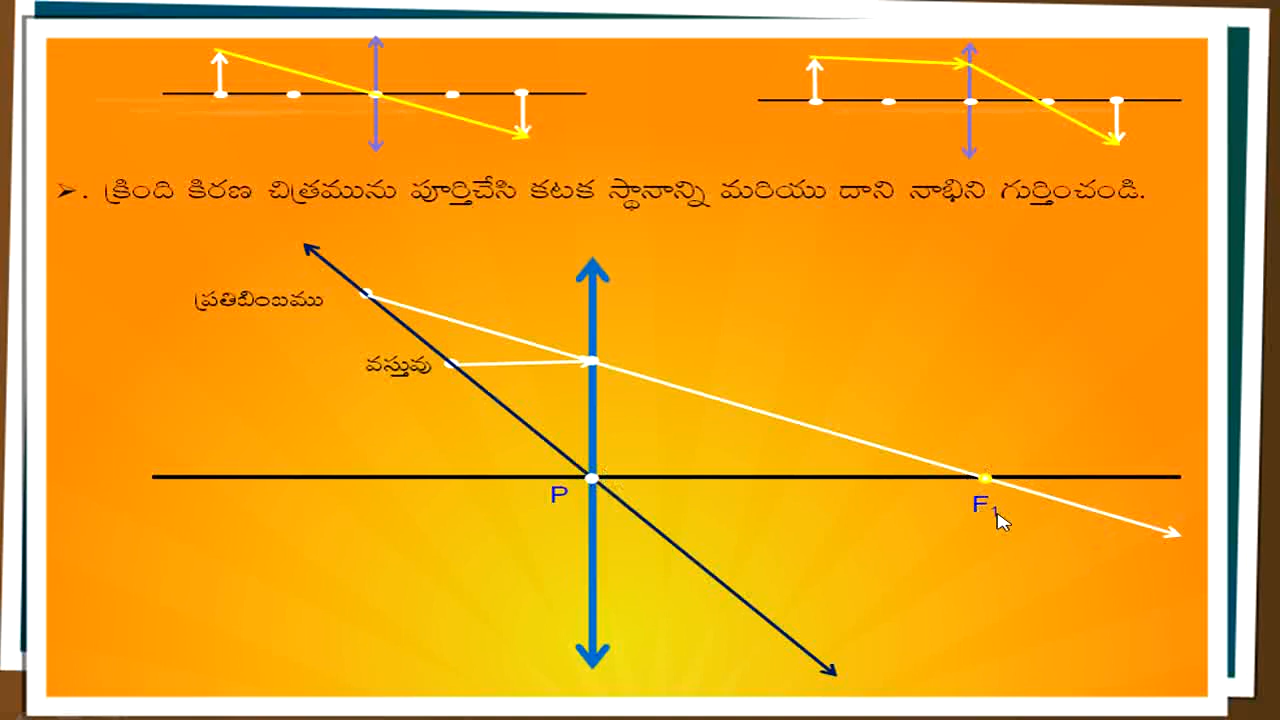 ➢. క్రింది కిరణ చిత్రమును పూర్తిచేసి కటక స్థానాన్ని మరియు దాని నాభిని గుర్తించండి.
ప్రతిబింబము
వస్తువు
P
F₁